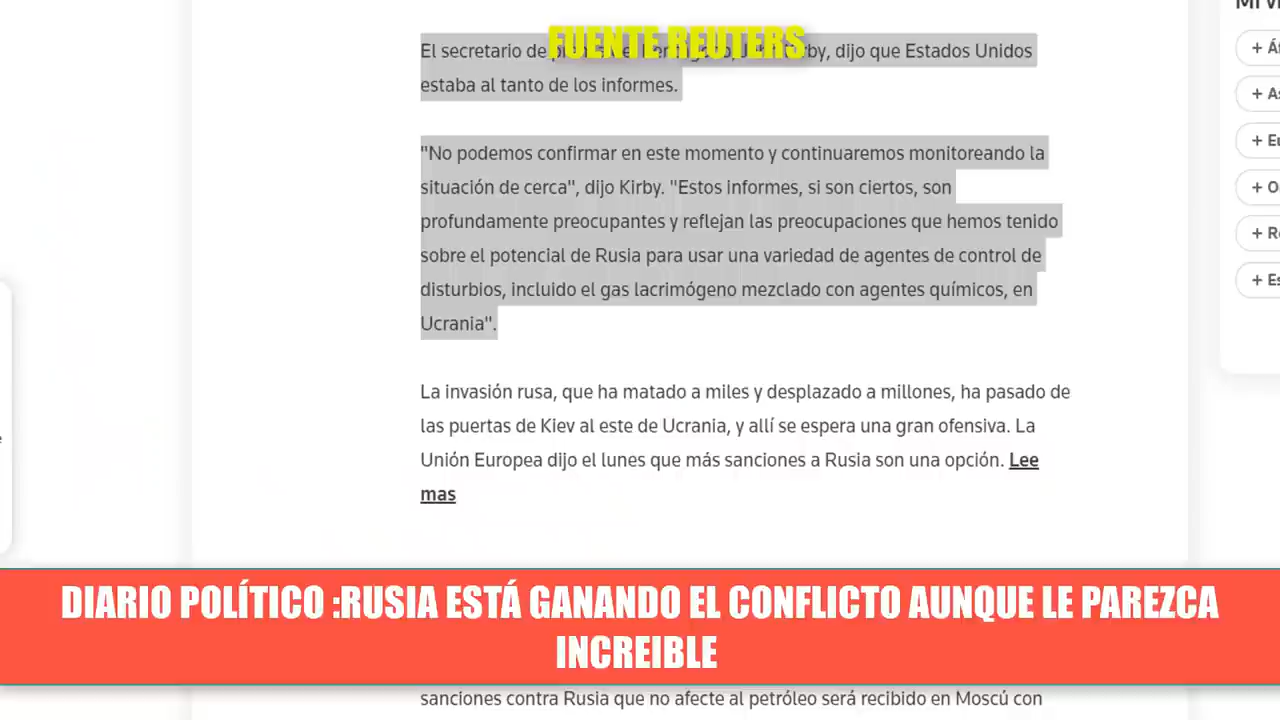 MI VI
FUENTE REUTERS
El secretario de Kirby, dijo que Estados Unidos
estaba al tanto de los informes.
"No podemos confirmar en este momento y continuaremos monitoreando la
situación de cerca", dijo Kirby. "Estos informes, si son ciertos, son
profundamente preocupantes y reflejan las preocupaciones que hemos tenido
sobre el potencial de Rusia para usar una variedad de agentes de control de
disturbios, incluido el gas lacrimógeno mezclado con agentes químicos, en
Ucrania".
La invasión rusa, que ha matado a miles y desplazado a millones, ha pasado de
las puertas de Kiev al este de Ucrania, y allí se espera una gran ofensiva. La
Unión Europea dijo el lunes que más sanciones a Rusia son una opción. Lee
mas
+ Á
+ As
+ Eu
+ O
+ Re
+ Es
DIARIO POLÍTICO :RUSIA ESTÁ GANANDO EL CONFLICTO AUNQUE LE PAREZCA
INCREIBLE
sanciones contra Rusia que no afecte al petróleo será recibido en Moscú con